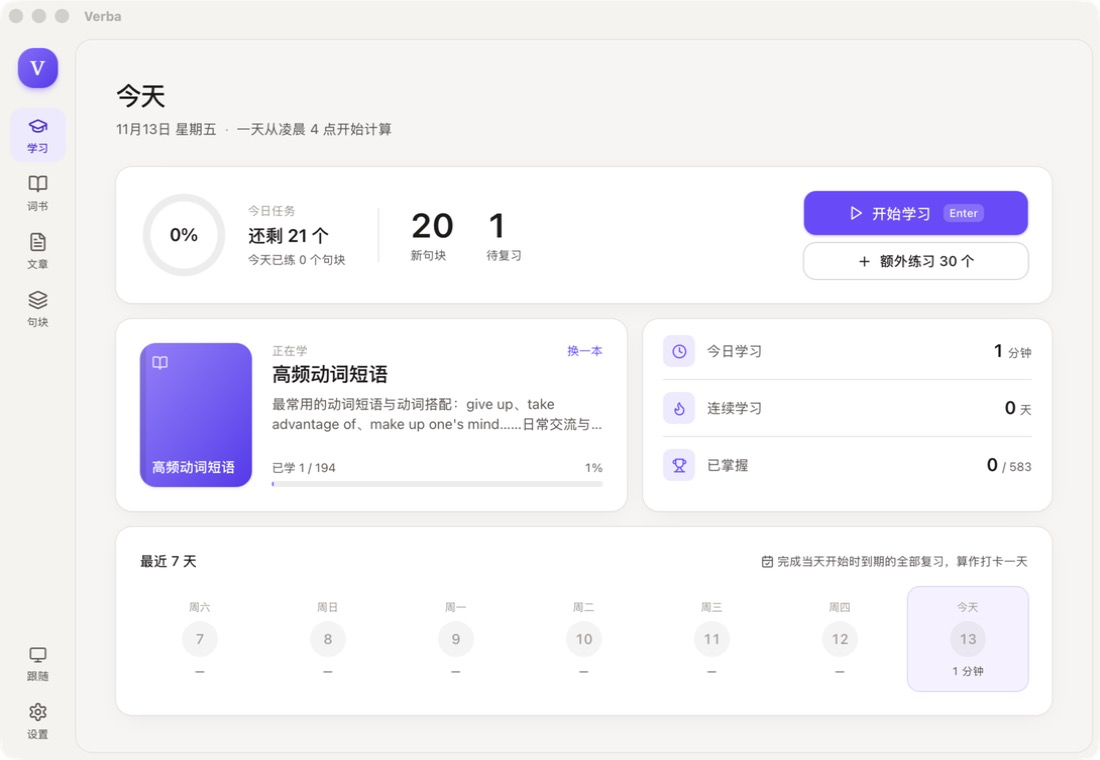 Verba
V
学习
词书
文章
句块
跟随
设置
今天
11月13日 星期五 · 一天从凌晨 4 点开始计算
0%
今日任务
还剩 21 个
今天已练 0 个句块
20
新句块
1
待复习
开始学习 Enter
额外练习 30 个
高频动词短语
正在学
换一本
高频动词短语
最常用的动词短语与动词搭配：give up、take
advantage of、make up one's mind……日常交流与...
已学 1 / 194
1%
今日学习
1 分钟
连续学习
0 天
已掌握
0 / 583
最近 7 天
完成当天开始时到期的全部复习，算作打卡一天
周六
7
—
周日
8
—
周一
9
—
周二
10
—
周三
11
—
周四
12
—
今天
13
1 分钟